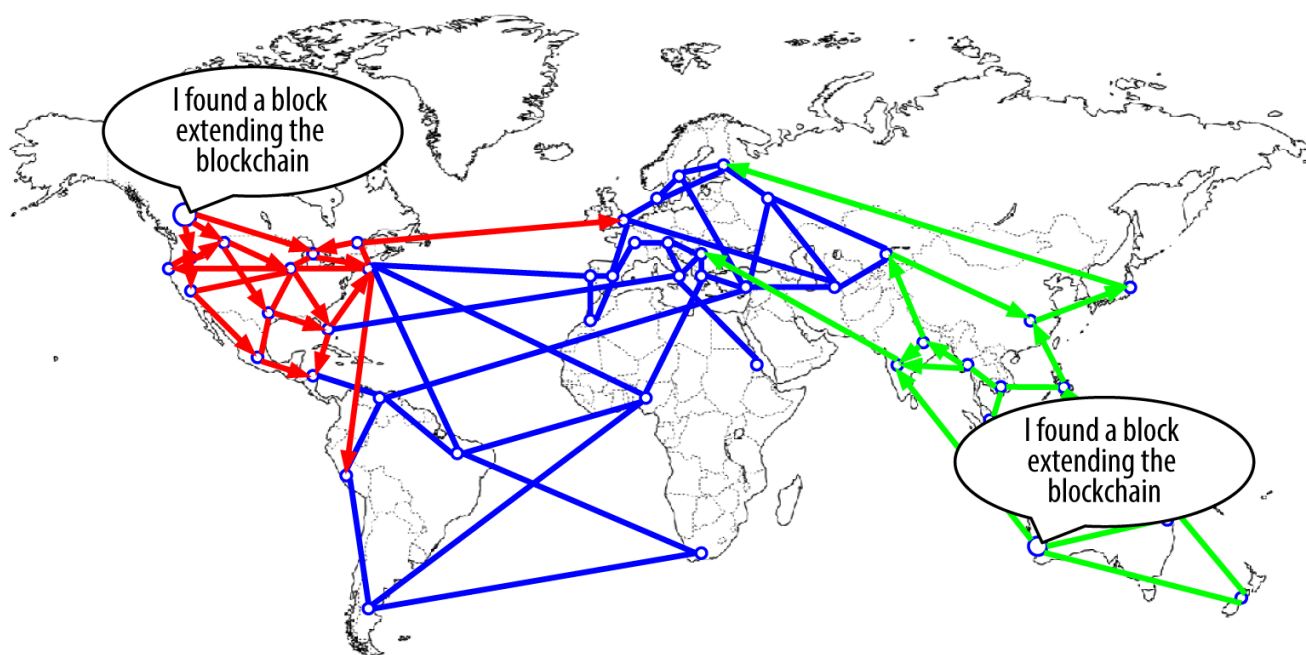 I found a block
extending the
blockchain
I found a block
extending the
blockchain